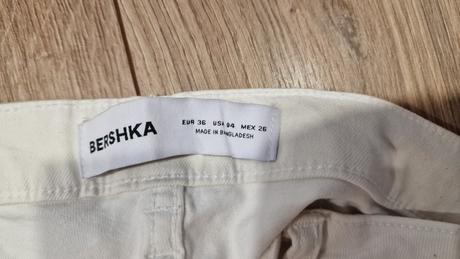 BERSHKA
EUR 36 USA 04 MEX 26
MADE IN BANGLADESH